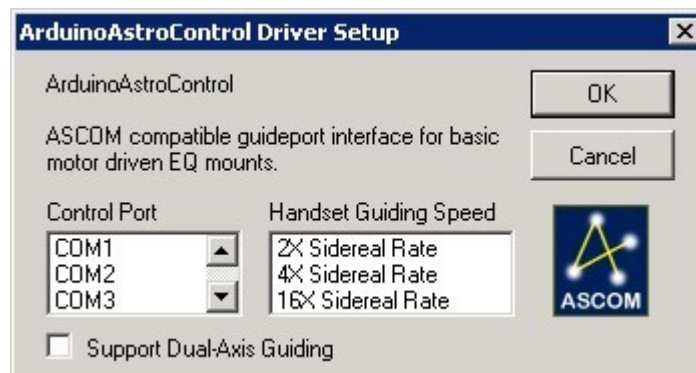 ArduinoAstroControl Driver Setup
ArduinoAstroControl
OK
ASCOM compatible guideport interface for basic
motor driven EQ mounts.
Cancel
Control Port
COM1
COM2
COM3
Handset Guiding Speed
2X Sidereal Rate
4X Sidereal Rate
16X Sidereal Rate
ASCOM
Support Dual-Axis Guiding